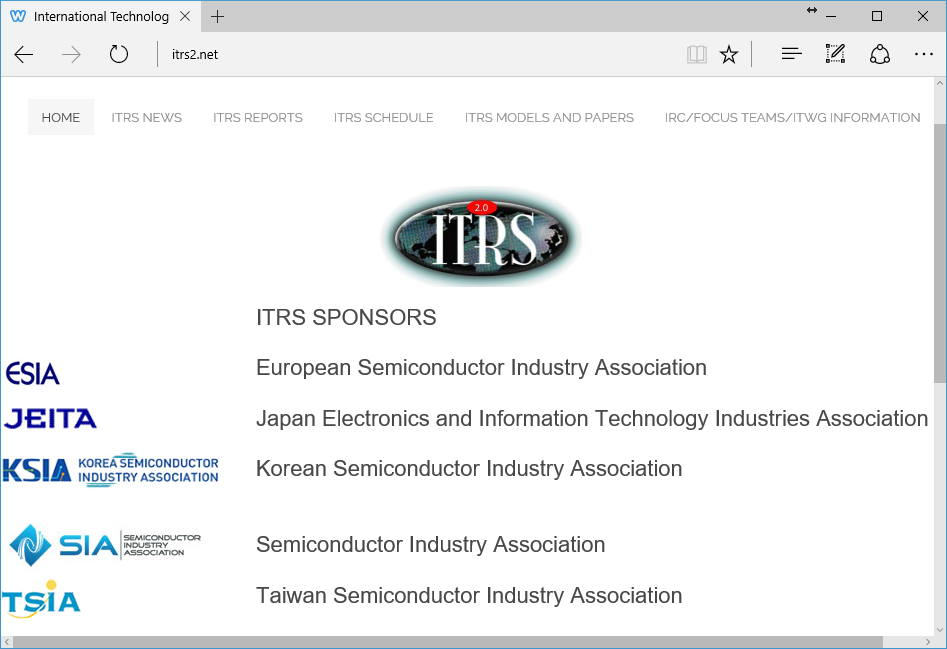 International Technolog
itrs2.net
HOME
ITRS NEWS
ITRS REPORTS
ITRS SCHEDULE
ITRS MODELS AND PAPERS
IRC/FOCUS TEAMS/ITWG INFORMATION
2.0
ITRS
ITRS SPONSORS
ESIA
European Semiconductor Industry Association
JEITA
Japan Electronics and Information Technology Industries Association
KSIA KOREA SEMICONDUCTOR
INDUSTRY ASSOCIATION
Korean Semiconductor Industry Association
SIA SEMICONDUCTOR
INDUSTRY
ASSOCIATION
Semiconductor Industry Association
TSIA
Taiwan Semiconductor Industry Association